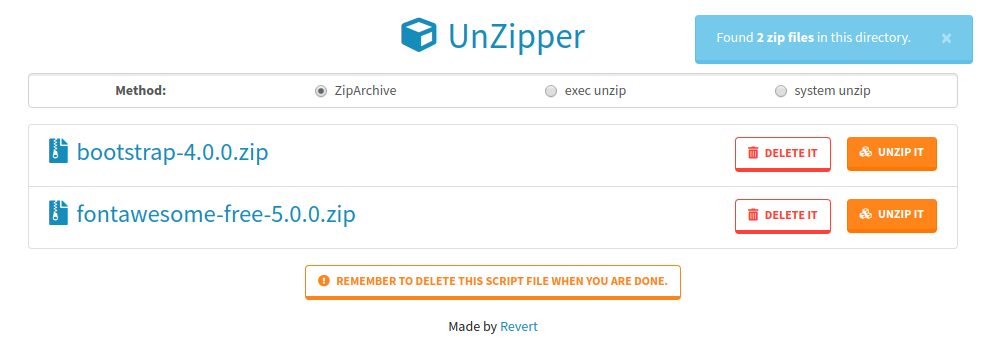 UnZipper
Found 2 zip files in this directory. ×
Method: ZipArchive exec unzip system unzip
bootstrap-4.0.0.zip DELETE IT UNZIP IT
fontawesome-free-5.0.0.zip DELETE IT UNZIP IT
REMEMBER TO DELETE THIS SCRIPT FILE WHEN YOU ARE DONE.
Made by Revert